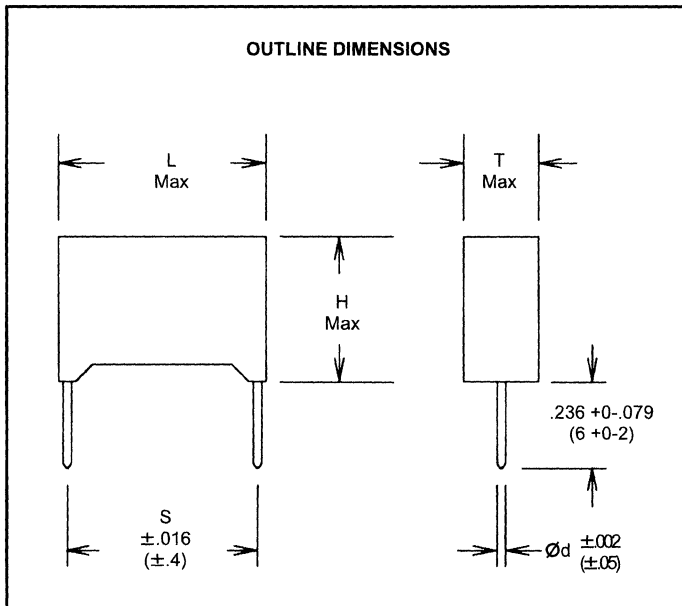 OUTLINE DIMENSIONS
L
Max
T
Max
H
Max
.236 +0-.079
(6 +0-2)
S
±.016
(±.4)
Ød ±.002
(±.05)